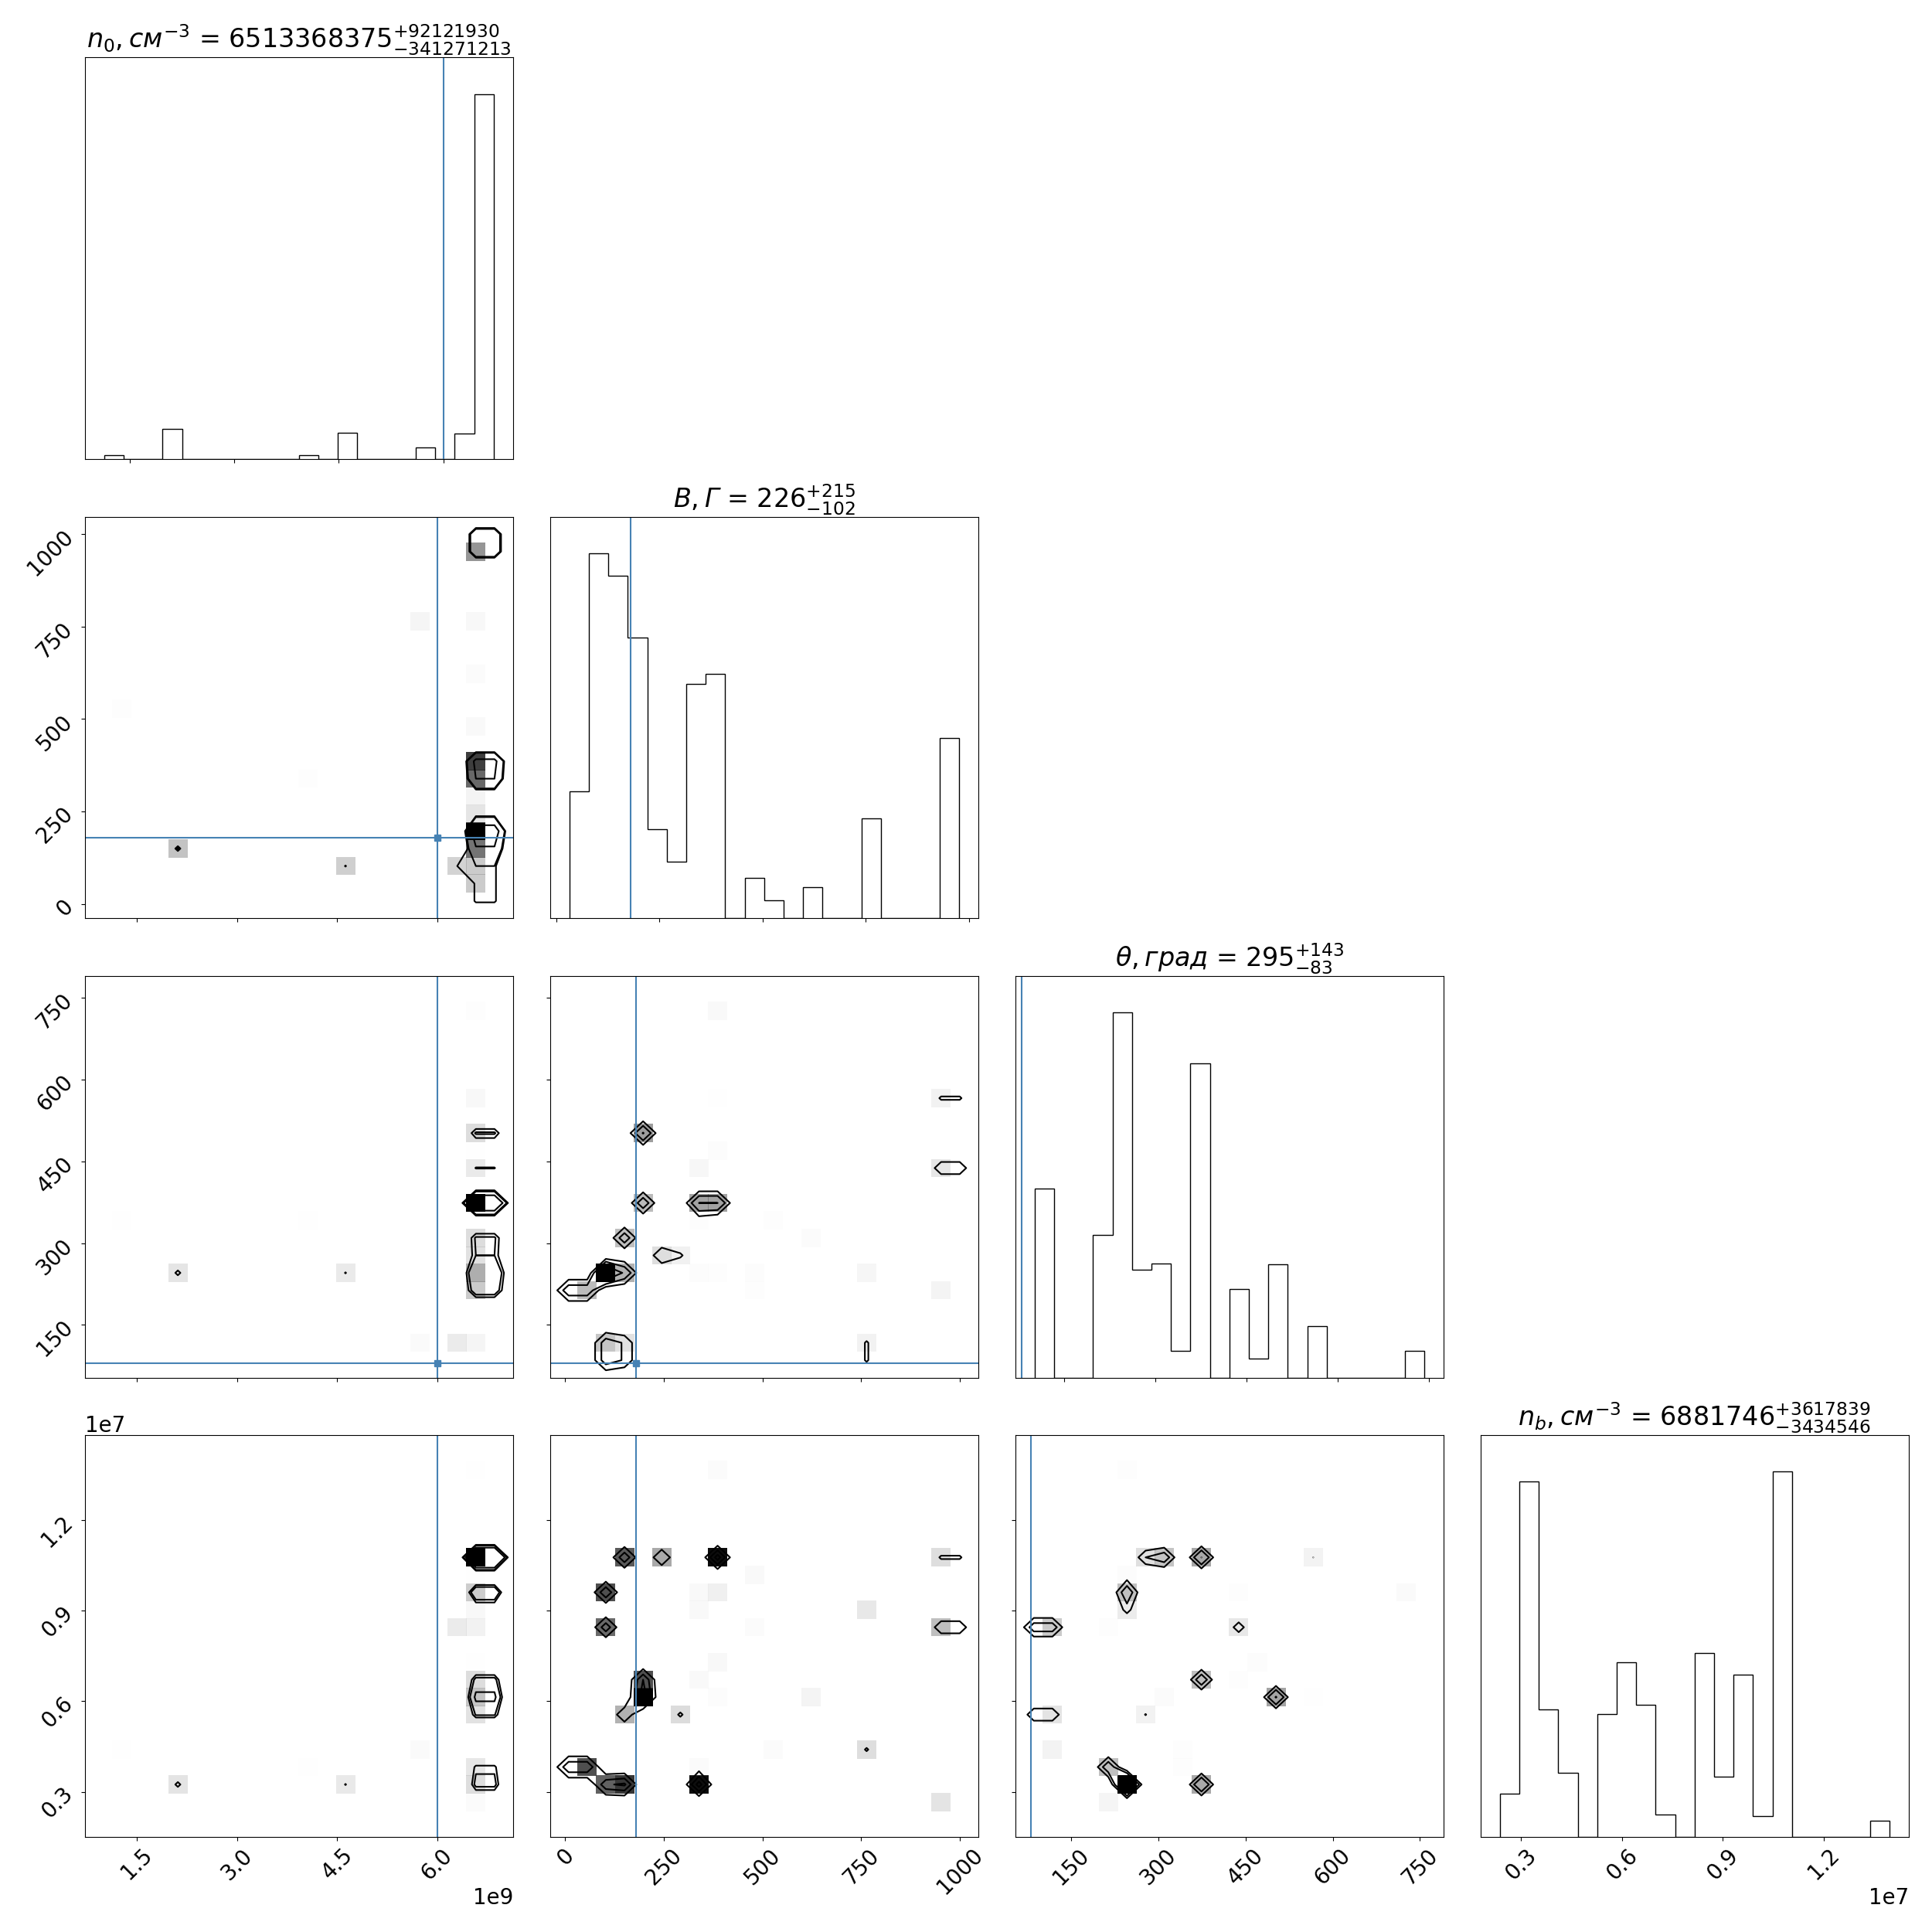 n₀, см⁻³ = 6513368375 +92121930 −341271213
B, Г = 226 +215 −102
1000
750
500
250
0
θ, град = 295 +143 −83
750
600
450
300
150
n_b, см⁻³ = 6881746 +3617839 −3434546
1e7
1.2
0.9
0.6
0.3
1.5 3.0 4.5 6.0
1e9
0 250 500 750 1000
150 300 450 600 750
0.3 0.6 0.9 1.2
1e7